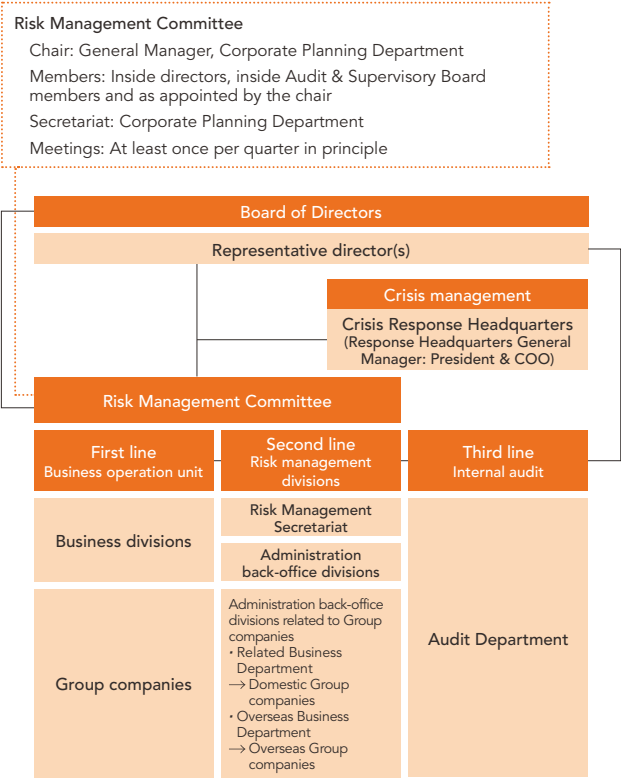 Risk Management Committee
Chair: General Manager, Corporate Planning Department
Members: Inside directors, inside Audit & Supervisory Board
members and as appointed by the chair
Secretariat: Corporate Planning Department
Meetings: At least once per quarter in principle
Board of Directors
Representative director(s)
Crisis management
Crisis Response Headquarters
(Response Headquarters General
Manager: President & COO)
Risk Management Committee
First line
Business operation unit
Second line
Risk management
divisions
Third line
Internal audit
Business divisions
Risk Management
Secretariat
Administration
back-office divisions
Group companies
Administration back-office
divisions related to Group
companies
・Related Business
Department
→ Domestic Group
companies
・Overseas Business
Department
→ Overseas Group
companies
Audit Department